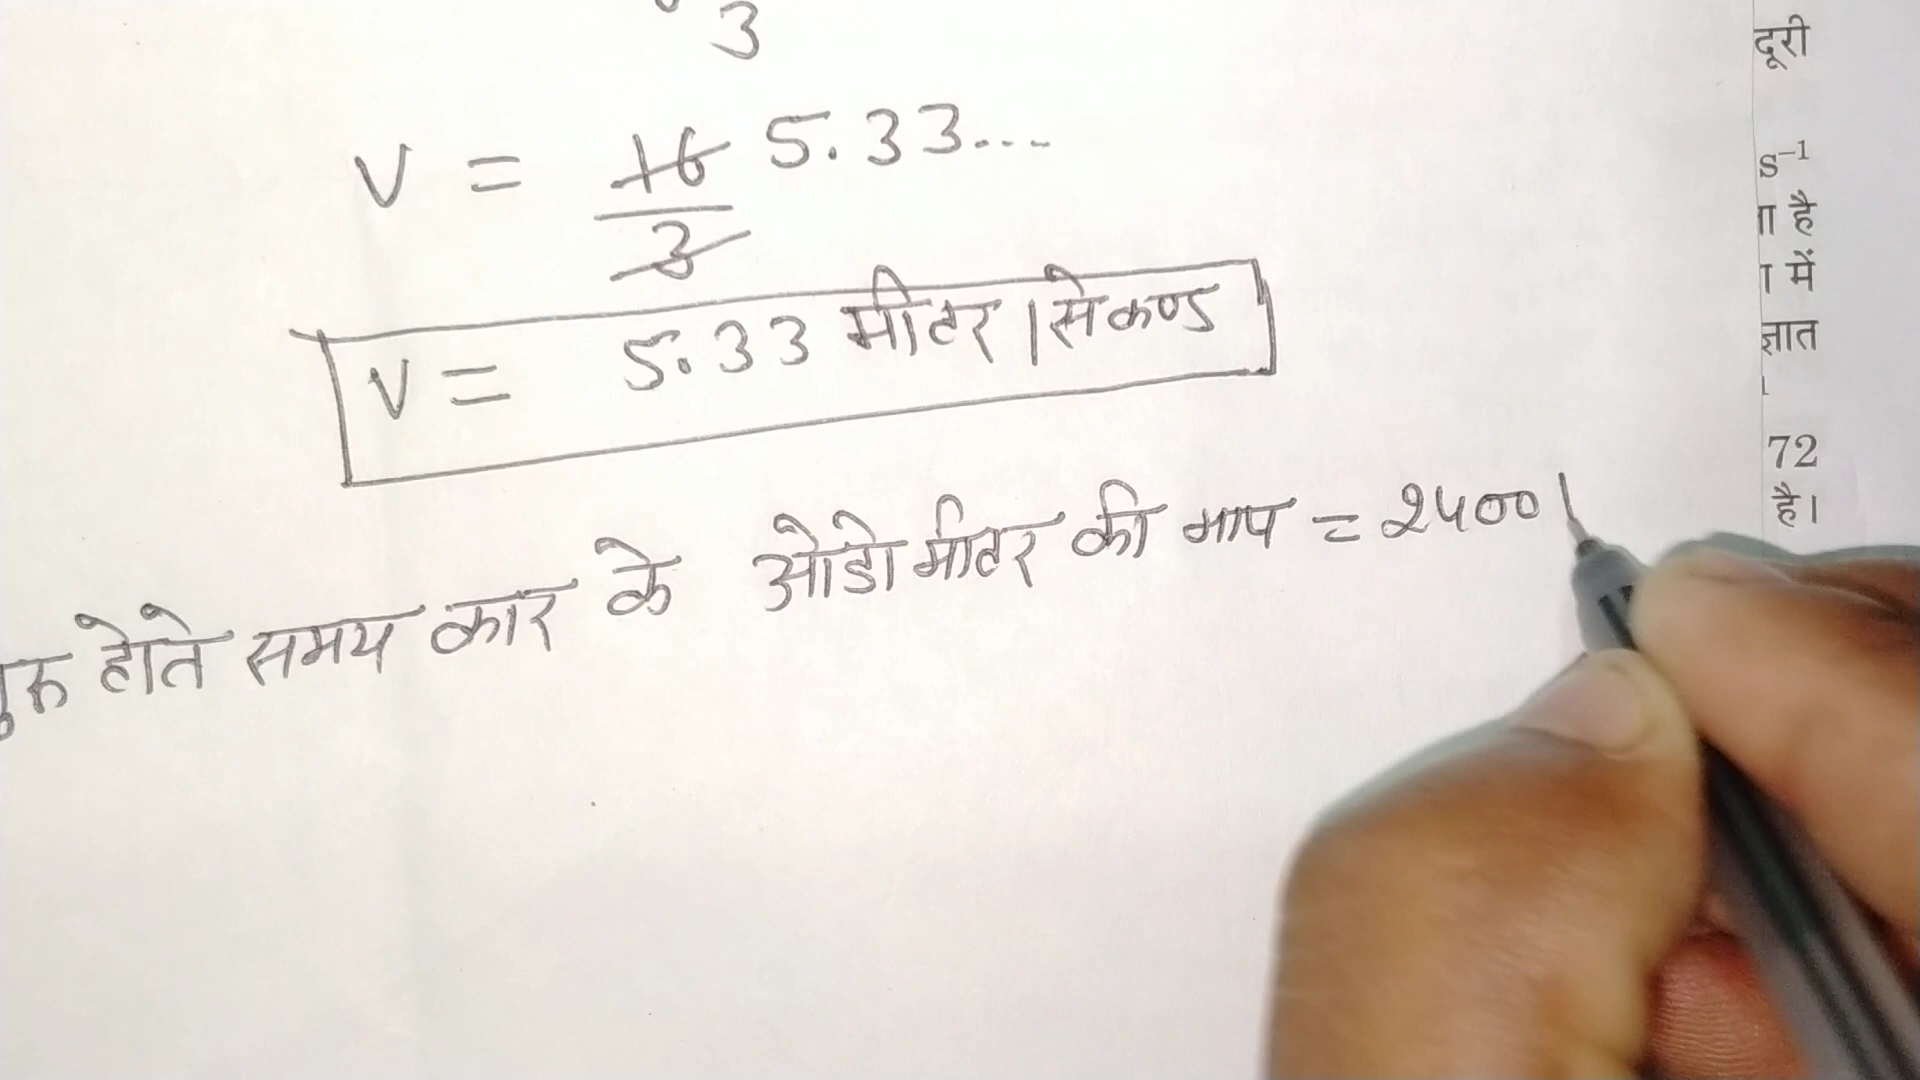 3
V = 16/3 5.33...
V = 5.33 मीटर/सेकण्ड
होते समय कार के ओडोमीटर की माप = 2400
दूरी
s⁻¹
है
में
ज्ञात
72
है।